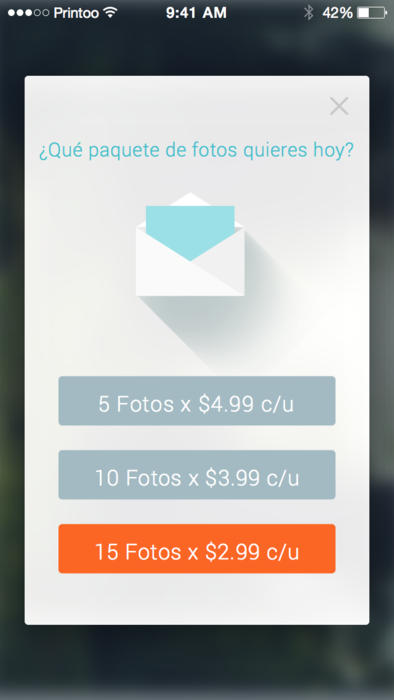 Printoo 9:41 AM 42%
¿Qué paquete de fotos quieres hoy?
5 Fotos x $4.99 c/u
10 Fotos x $3.99 c/u
15 Fotos x $2.99 c/u